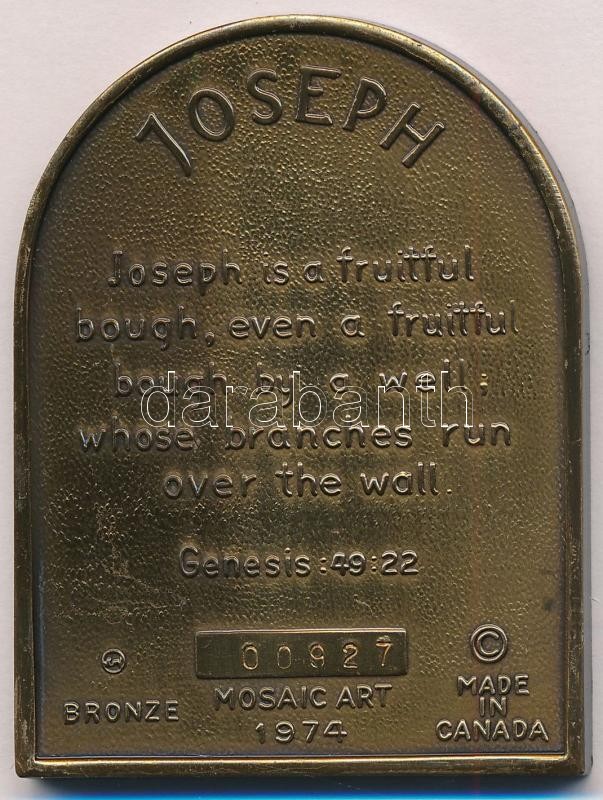 JOSEPH
Joseph is a fruitful
bough, even a fruitful
bough by a well;
darabanth
whose branches run
over the wall.
Genesis:49:22
00927
BRONZE
MOSAIC ART
1974
©
MADE
IN
CANADA